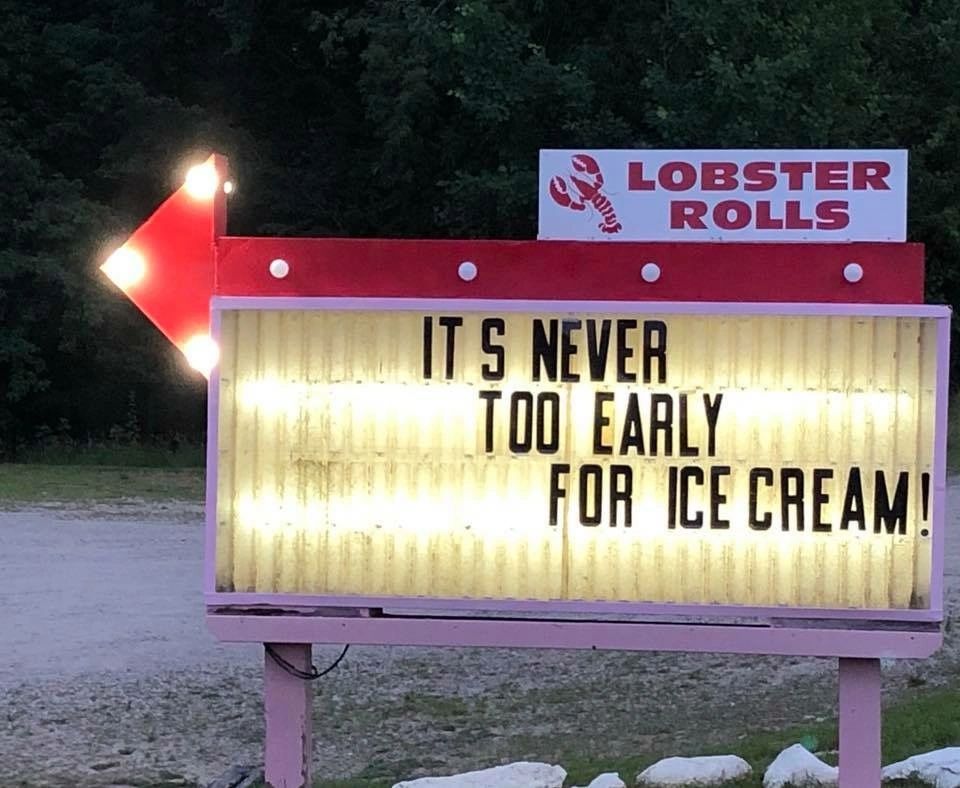 LOBSTER
ROLLS
IT S NEVER
TOO EARLY
FOR ICE CREAM!